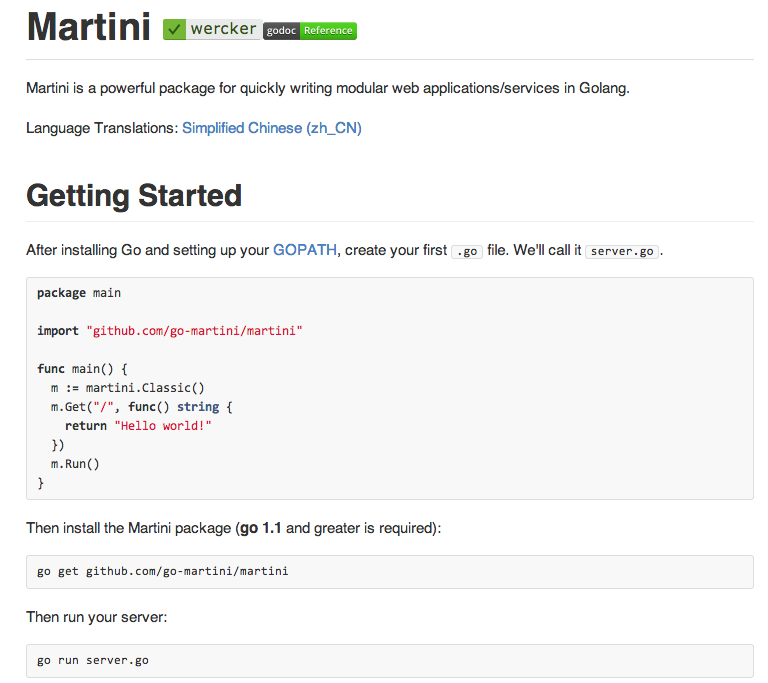 Martini ✓ wercker godoc Reference
Martini is a powerful package for quickly writing modular web applications/services in Golang.
Language Translations: Simplified Chinese (zh_CN)
Getting Started
After installing Go and setting up your GOPATH, create your first .go file. We'll call it server.go.
package main
import "github.com/go-martini/martini"
func main() {
  m := martini.Classic()
  m.Get("/", func() string {
    return "Hello world!"
  })
  m.Run()
}
Then install the Martini package (go 1.1 and greater is required):
go get github.com/go-martini/martini
Then run your server:
go run server.go